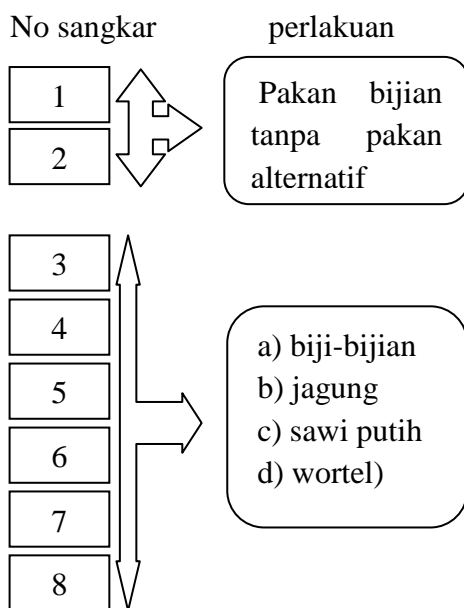 No sangkar perlakuan
1
2
Pakan bijian
tanpa pakan
alternatif
3
4
5
6
7
8
a) biji-bijian
b) jagung
c) sawi putih
d) wortel)